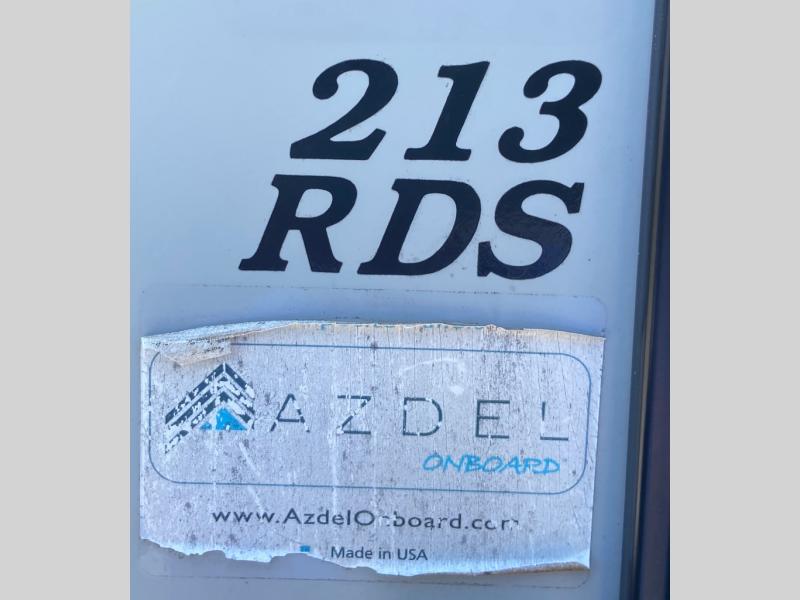 213
RDS
AZDEL
ONBOARD
www.AzdelOnboard.com
Made in USA